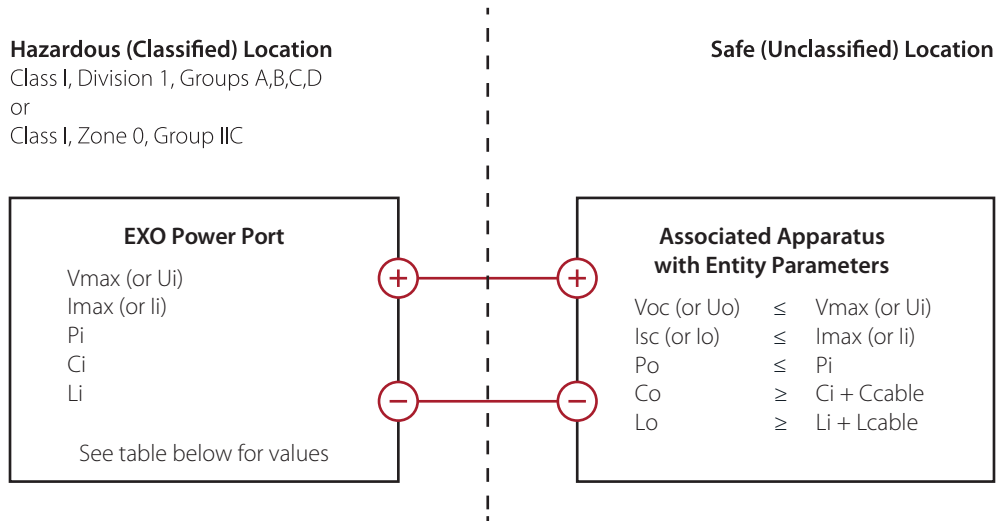 Hazardous (Classified) Location
Class I, Division 1, Groups A,B,C,D
or
Class I, Zone 0, Group IIC
Safe (Unclassified) Location
EXO Power Port
Vmax (or Ui)
Imax (or Ii)
Pi
Ci
Li
See table below for values
+
−
+
−
Associated Apparatus
with Entity Parameters
Voc (or Uo) ≤ Vmax (or Ui)
Isc (or Io) ≤ Imax (or Ii)
Po ≤ Pi
Co ≥ Ci + Ccable
Lo ≥ Li + Lcable